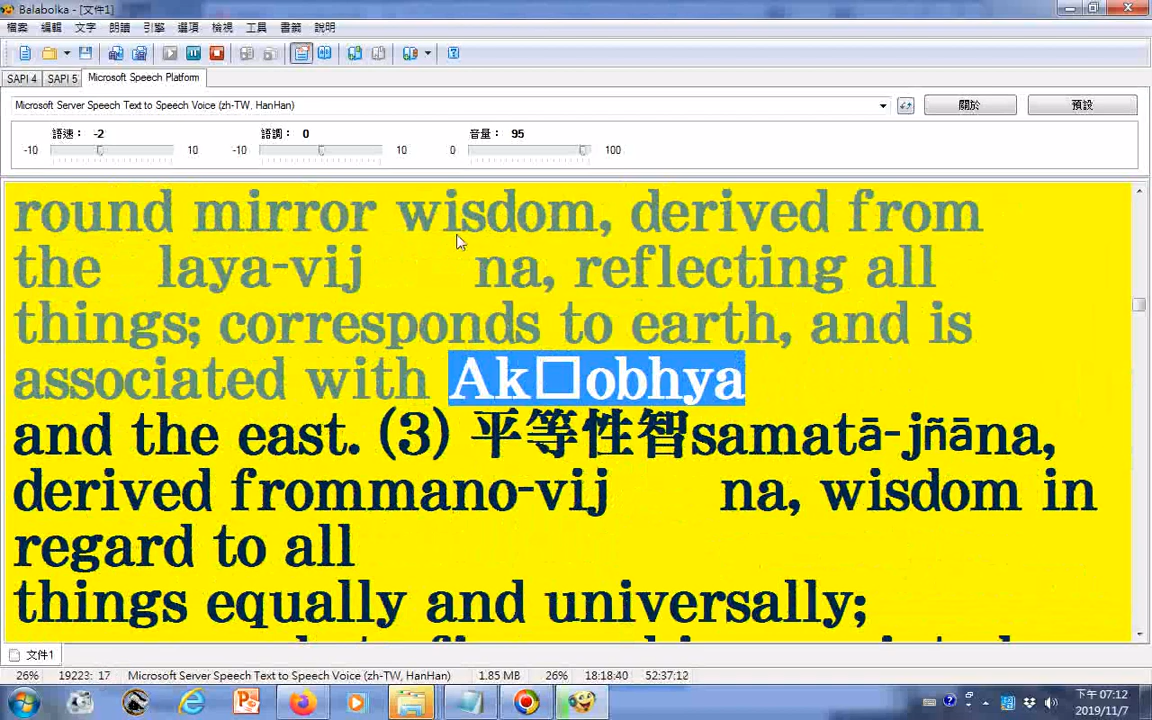 Balabolka - [文件1]
檔案 編輯 文字 朗讀 引擎 選項 檢視 工具 書籤 說明
SAPI 4 SAPI 5 Microsoft Speech Platform
Microsoft Server Speech Text to Speech Voice (zh-TW, HanHan) 關於 預設
語速： -2 語調： 0 音量： 95
-10 10 -10 10 0 100
round mirror wisdom, derived from
the laya-vij na, reflecting all
things; corresponds to earth, and is
associated with Ak□obhya
and the east. (3) 平等性智samatā-jñāna,
derived frommano-vij na, wisdom in
regard to all
things equally and universally;
文件1
26% 19223: 17 Microsoft Server Speech Text to Speech Voice (zh-TW, HanHan) 1.85 MB 26% 18:18:40 52:37:12
下午 07:12
2019/11/7